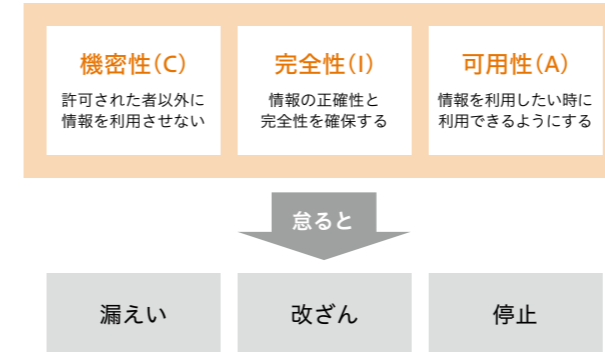 機密性(C)
許可された者以外に
情報を利用させない
完全性(I)
情報の正確性と
完全性を確保する
可用性(A)
情報を利用したい時に
利用できるようにする
怠ると
漏えい
改ざん
停止